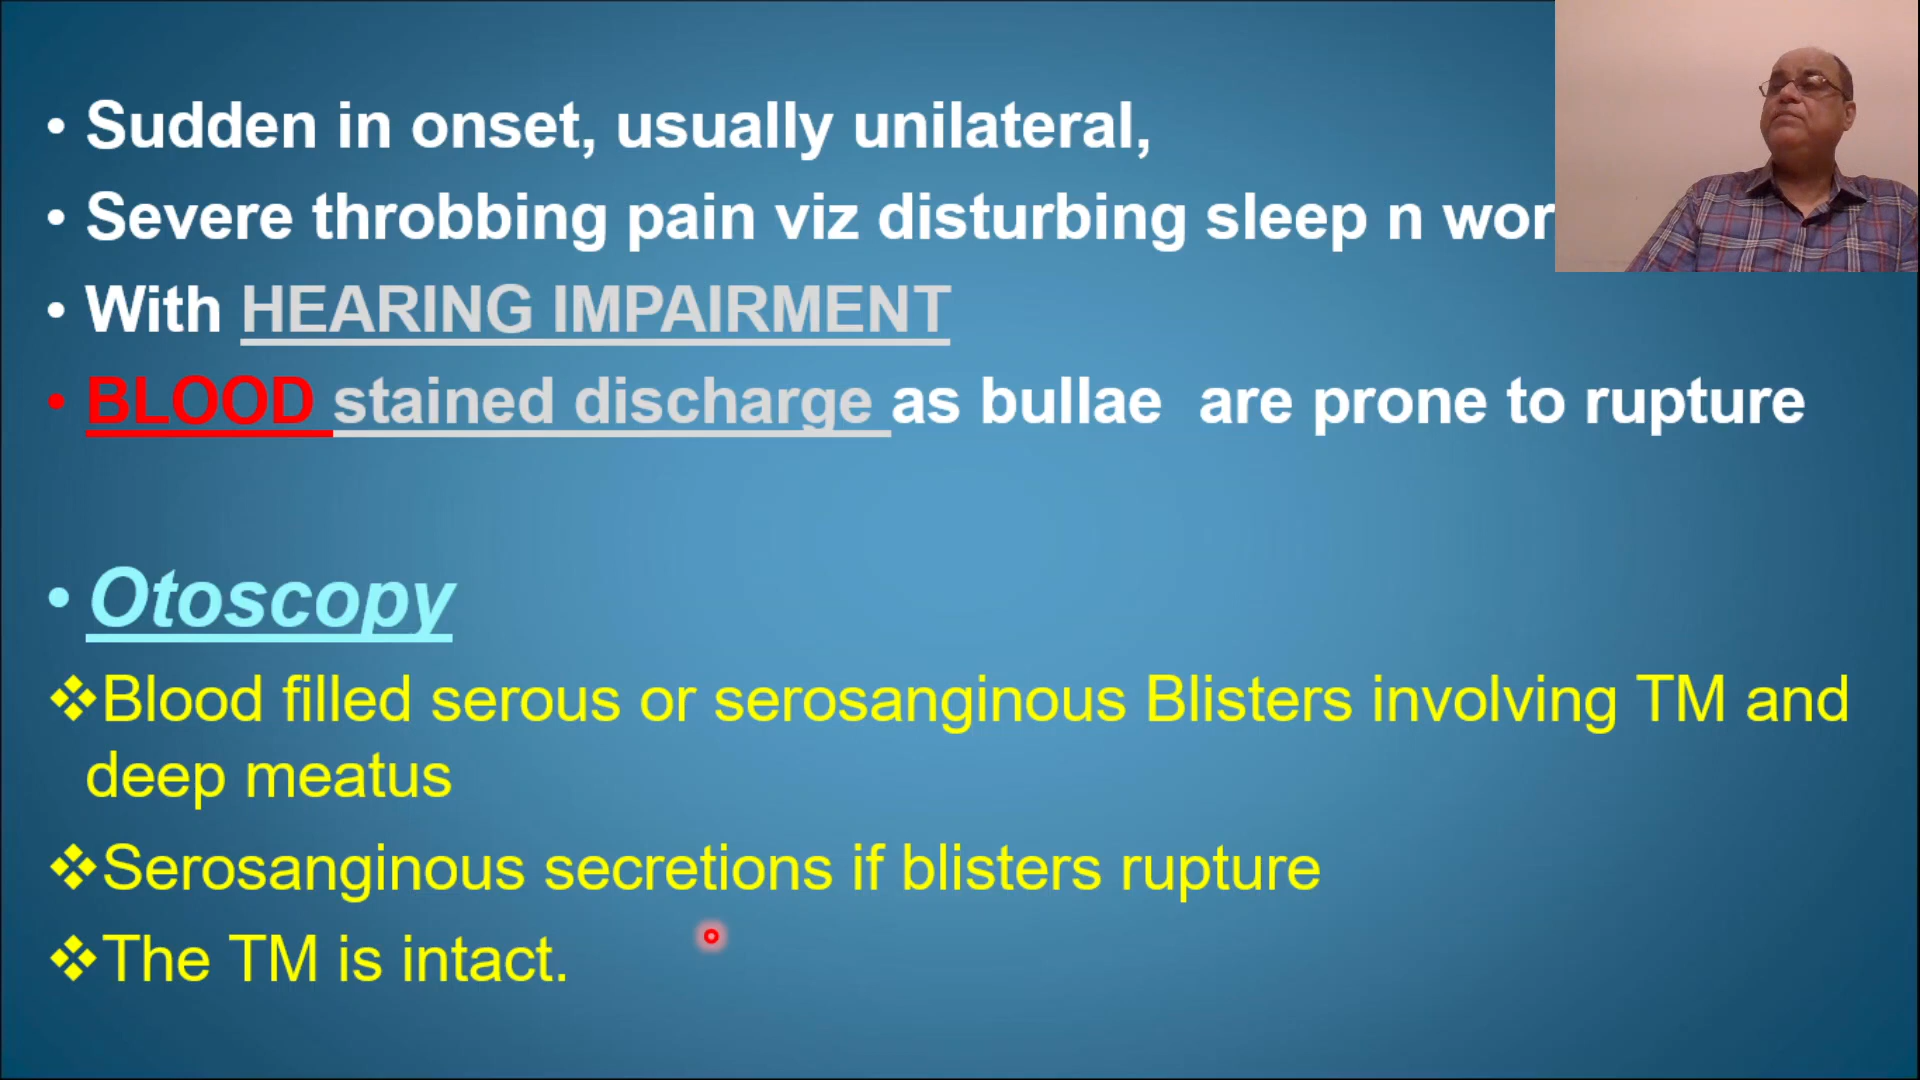 • Sudden in onset, usually unilateral,
• Severe throbbing pain viz disturbing sleep n
• With HEARING IMPAIRMENT
• BLOOD stained discharge as bullae are prone to rupture
• Otoscopy
❖Blood filled serous or serosanginous Blisters involving TM and
deep meatus
❖Serosanginous secretions if blisters rupture
❖The TM is intact.